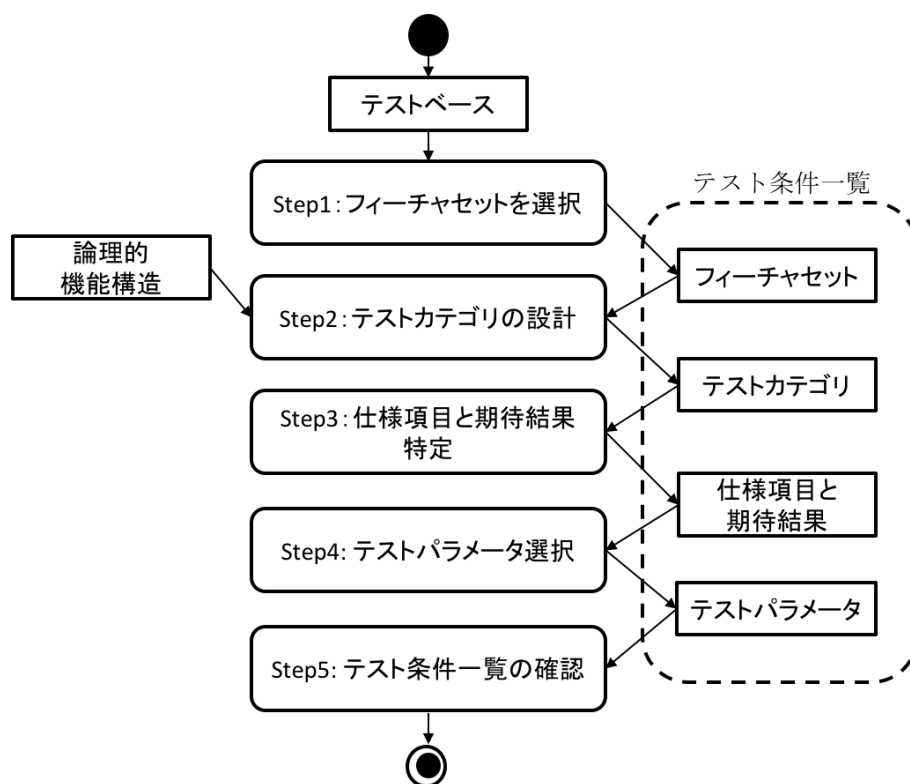 テストベース
Step1：フィーチャセットを選択
テスト条件一覧
論理的
機能構造
フィーチャセット
Step2：テストカテゴリの設計
テストカテゴリ
Step3：仕様項目と期待結果
特定
仕様項目と
期待結果
Step4: テストパラメータ選択
テストパラメータ
Step5: テスト条件一覧の確認